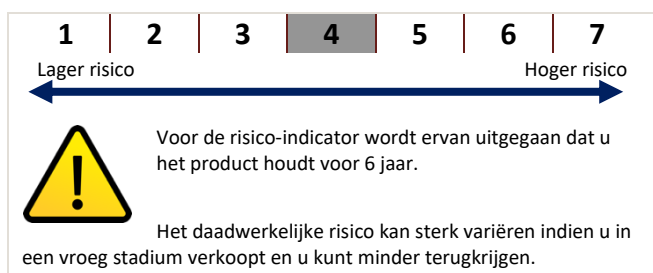 1 2 3 4 5 6 7
Lager risico Hoger risico
Voor de risico-indicator wordt ervan uitgegaan dat u
het product houdt voor 6 jaar.
Het daadwerkelijke risico kan sterk variëren indien u in
een vroeg stadium verkoopt en u kunt minder terugkrijgen.